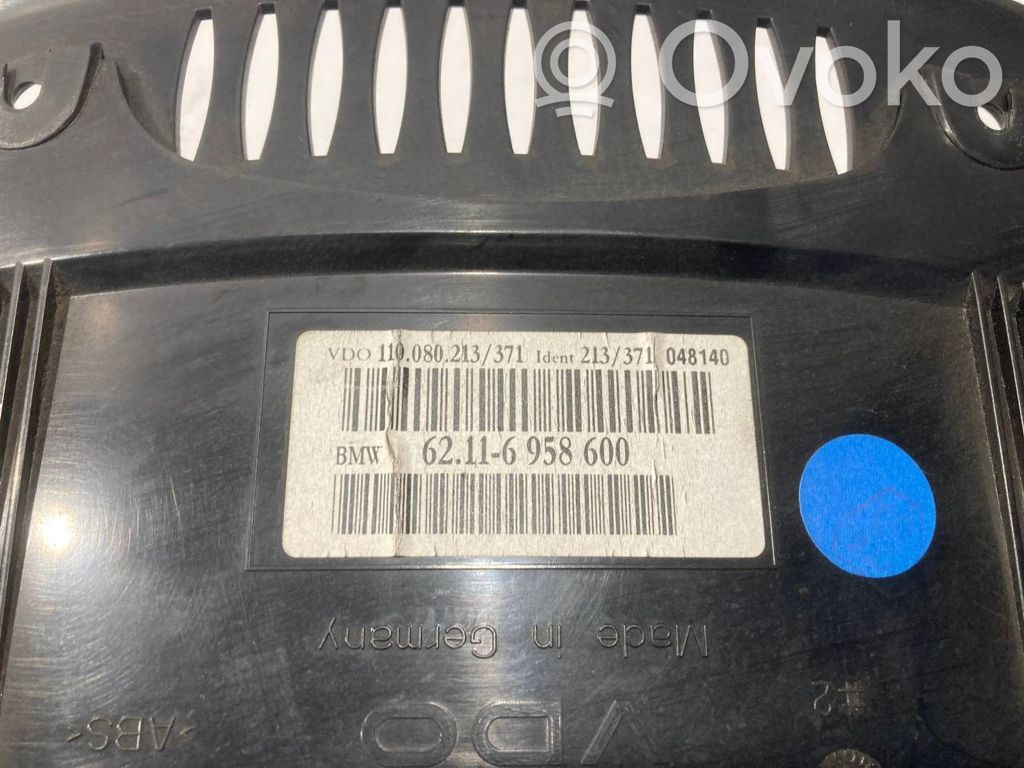 Ovoko
VDO 110.080.213/371 Ident 213/371 048140
BMW 62.11-6 958 600
Made in Germany
#2
VDO
>ABS<